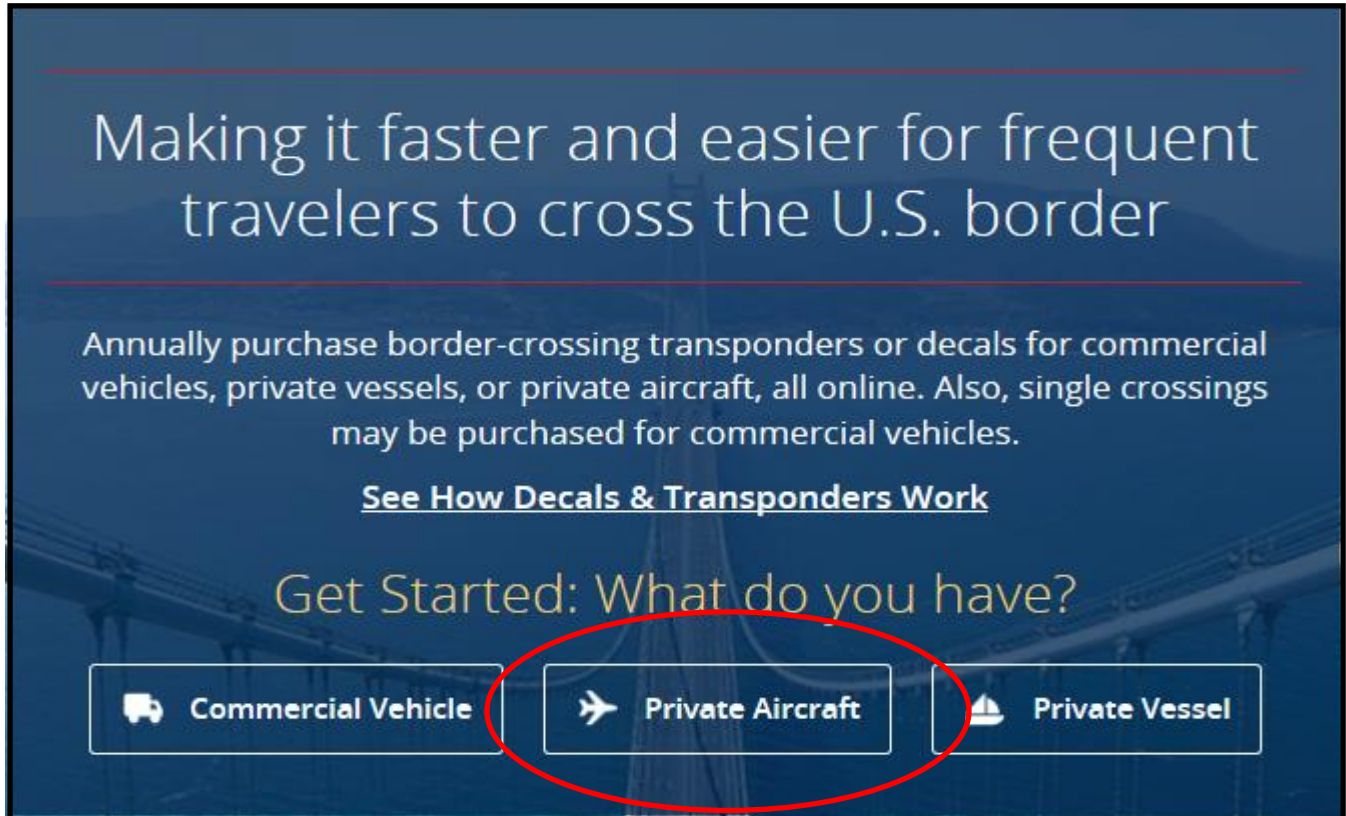 Making it faster and easier for frequent
travelers to cross the U.S. border
Annually purchase border-crossing transponders or decals for commercial
vehicles, private vessels, or private aircraft, all online. Also, single crossings
may be purchased for commercial vehicles.
See How Decals & Transponders Work
Get Started: What do you have?
Commercial Vehicle
Private Aircraft
Private Vessel